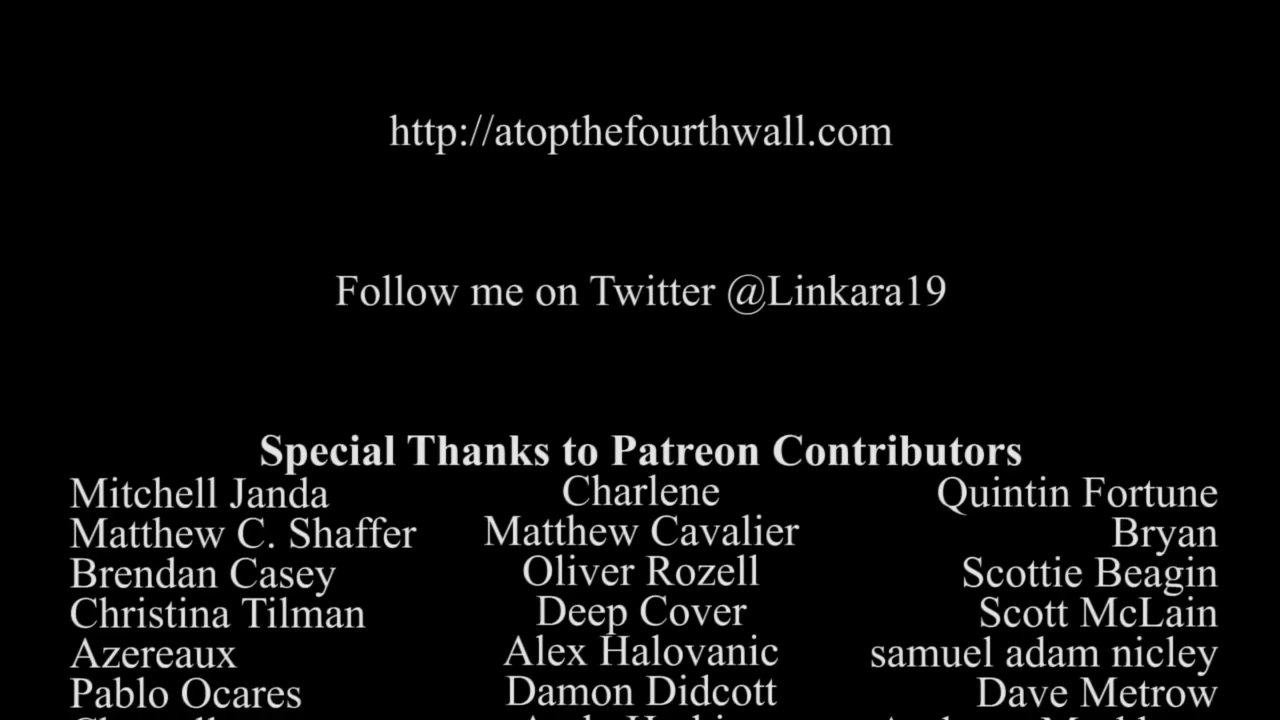 http://atopthefourthwall.com
Follow me on Twitter @Linkara19
Special Thanks to Patreon Contributors
Mitchell Janda Charlene Quintin Fortune
Matthew C. Shaffer Matthew Cavalier Bryan
Brendan Casey Oliver Rozell Scottie Beagin
Christina Tilman Deep Cover Scott McLain
Azereaux Alex Halovanic samuel adam nicley
Pablo Ocares Damon Didcott Dave Metrow